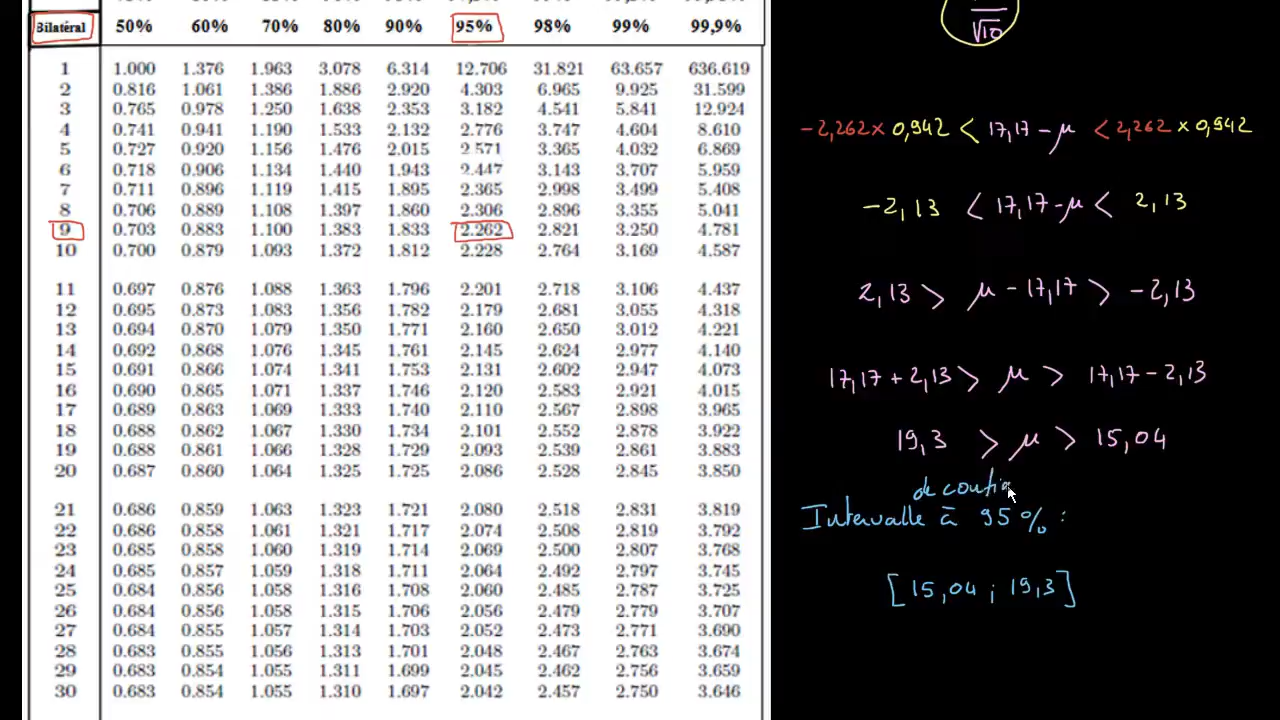 Bilatéral 50% 60% 70% 80% 90% 95% 98% 99% 99,9%
1 1.000 1.376 1.963 3.078 6.314 12.706 31.821 63.657 636.619
2 0.816 1.061 1.386 1.886 2.920 4.303 6.965 9.925 31.599
3 0.765 0.978 1.250 1.638 2.353 3.182 4.541 5.841 12.924
4 0.741 0.941 1.190 1.533 2.132 2.776 3.747 4.604 8.610
5 0.727 0.920 1.156 1.476 2.015 2.571 3.365 4.032 6.869
6 0.718 0.906 1.134 1.440 1.943 2.447 3.143 3.707 5.959
7 0.711 0.896 1.119 1.415 1.895 2.365 2.998 3.499 5.408
8 0.706 0.889 1.108 1.397 1.860 2.306 2.896 3.355 5.041
9 0.703 0.883 1.100 1.383 1.833 2.262 2.821 3.250 4.781
10 0.700 0.879 1.093 1.372 1.812 2.228 2.764 3.169 4.587
11 0.697 0.876 1.088 1.363 1.796 2.201 2.718 3.106 4.437
12 0.695 0.873 1.083 1.356 1.782 2.179 2.681 3.055 4.318
13 0.694 0.870 1.079 1.350 1.771 2.160 2.650 3.012 4.221
14 0.692 0.868 1.076 1.345 1.761 2.145 2.624 2.977 4.140
15 0.691 0.866 1.074 1.341 1.753 2.131 2.602 2.947 4.073
16 0.690 0.865 1.071 1.337 1.746 2.120 2.583 2.921 4.015
17 0.689 0.863 1.069 1.333 1.740 2.110 2.567 2.898 3.965
18 0.688 0.862 1.067 1.330 1.734 2.101 2.552 2.878 3.922
19 0.688 0.861 1.066 1.328 1.729 2.093 2.539 2.861 3.883
20 0.687 0.860 1.064 1.325 1.725 2.086 2.528 2.845 3.850
21 0.686 0.859 1.063 1.323 1.721 2.080 2.518 2.831 3.819
22 0.686 0.858 1.061 1.321 1.717 2.074 2.508 2.819 3.792
23 0.685 0.858 1.060 1.319 1.714 2.069 2.500 2.807 3.768
24 0.685 0.857 1.059 1.318 1.711 2.064 2.492 2.797 3.745
25 0.684 0.856 1.058 1.316 1.708 2.060 2.485 2.787 3.725
26 0.684 0.856 1.058 1.315 1.706 2.056 2.479 2.779 3.707
27 0.684 0.855 1.057 1.314 1.703 2.052 2.473 2.771 3.690
28 0.683 0.855 1.056 1.313 1.701 2.048 2.467 2.763 3.674
29 0.683 0.854 1.055 1.311 1.699 2.045 2.462 2.756 3.659
30 0.683 0.854 1.055 1.310 1.697 2.042 2.457 2.750 3.646
√10
-2,262 × 0,942 < 17,17 - μ < 2,262 × 0,942
-2,13 < 17,17 - μ < 2,13
2,13 > μ - 17,17 > -2,13
17,17 + 2,13 > μ > 17,17 - 2,13
19,3 > μ > 15,04
de confi
Intervalle à 95 % :
[15,04 ; 19,3]